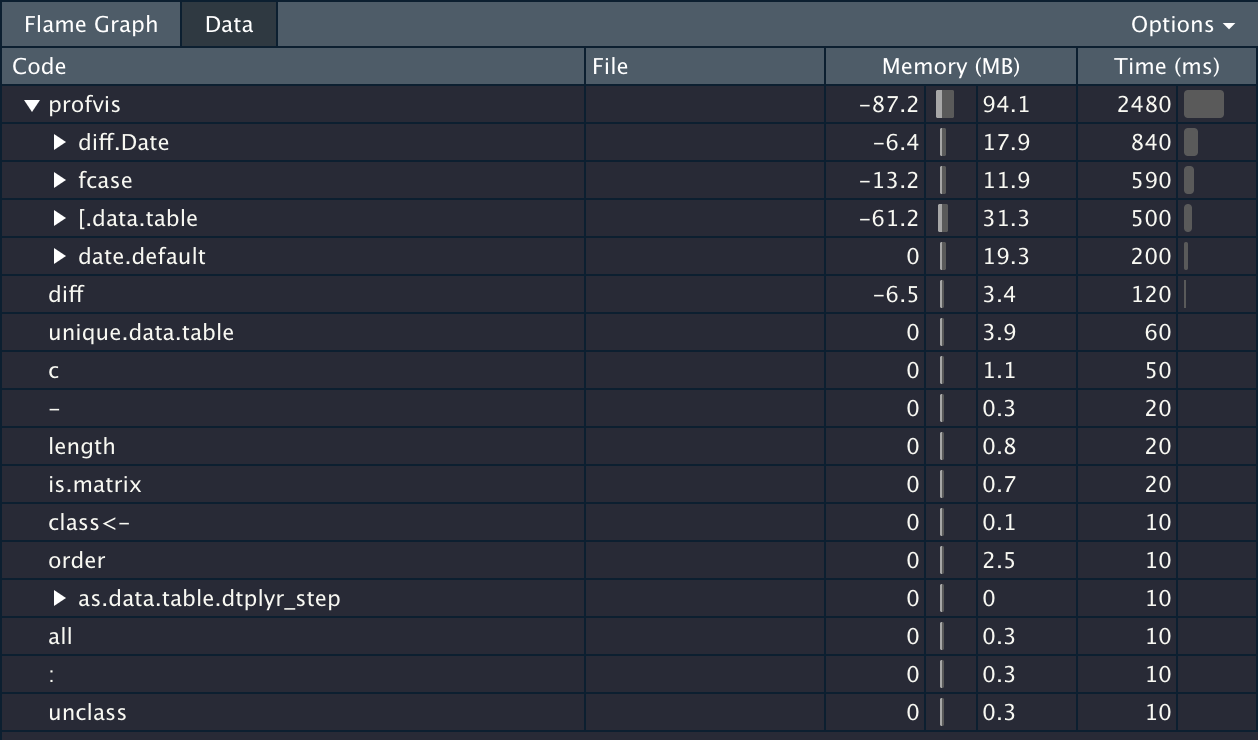 Flame Graph Data Options
Code File Memory (MB) Time (ms)
profvis -87.2 94.1 2480
diff.Date -6.4 17.9 840
fcase -13.2 11.9 590
[.data.table -61.2 31.3 500
date.default 0 19.3 200
diff -6.5 3.4 120
unique.data.table 0 3.9 60
c 0 1.1 50
- 0 0.3 20
length 0 0.8 20
is.matrix 0 0.7 20
class<- 0 0.1 10
order 0 2.5 10
as.data.table.dtplyr_step 0 0 10
all 0 0.3 10
: 0 0.3 10
unclass 0 0.3 10